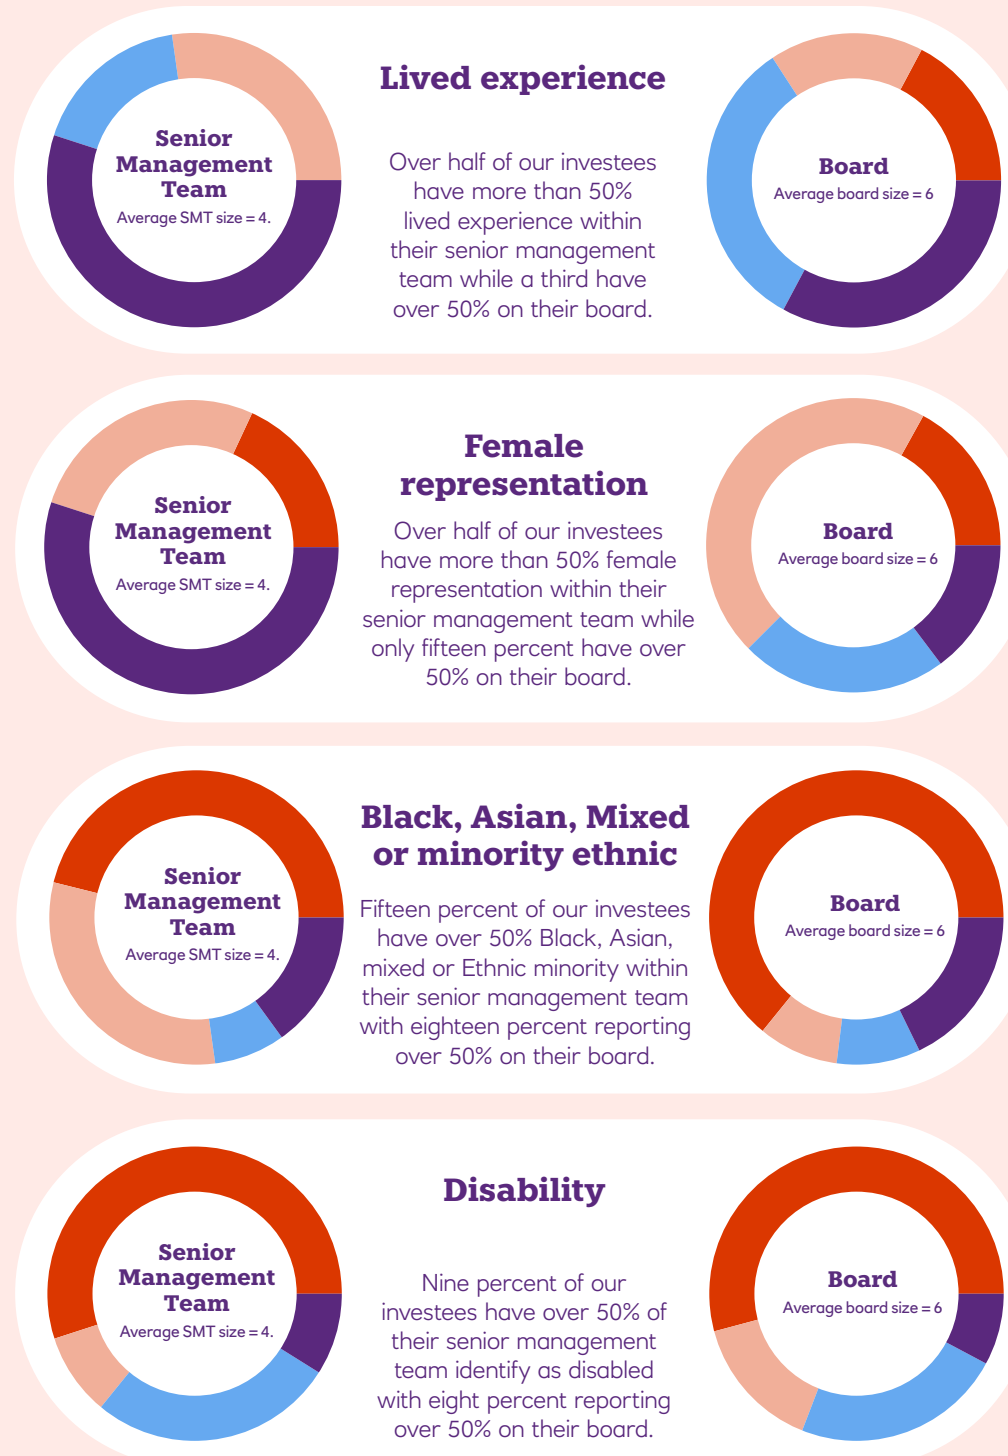 Lived experience
Senior
Management
Team
Average SMT size = 4.
Over half of our investees
have more than 50%
lived experience within
their senior management
team while a third have
over 50% on their board.
Board
Average board size = 6
Female
representation
Senior
Management
Team
Average SMT size = 4.
Over half of our investees
have more than 50% female
representation within their
senior management team while
only fifteen percent have over
50% on their board.
Board
Average board size = 6
Black, Asian, Mixed
or minority ethnic
Senior
Management
Team
Average SMT size = 4.
Fifteen percent of our investees
have over 50% Black, Asian,
mixed or Ethnic minority within
their senior management team
with eighteen percent reporting
over 50% on their board.
Board
Average board size = 6
Disability
Senior
Management
Team
Average SMT size = 4.
Nine percent of our
investees have over 50% of
their senior management
team identify as disabled
with eight percent reporting
over 50% on their board.
Board
Average board size = 6